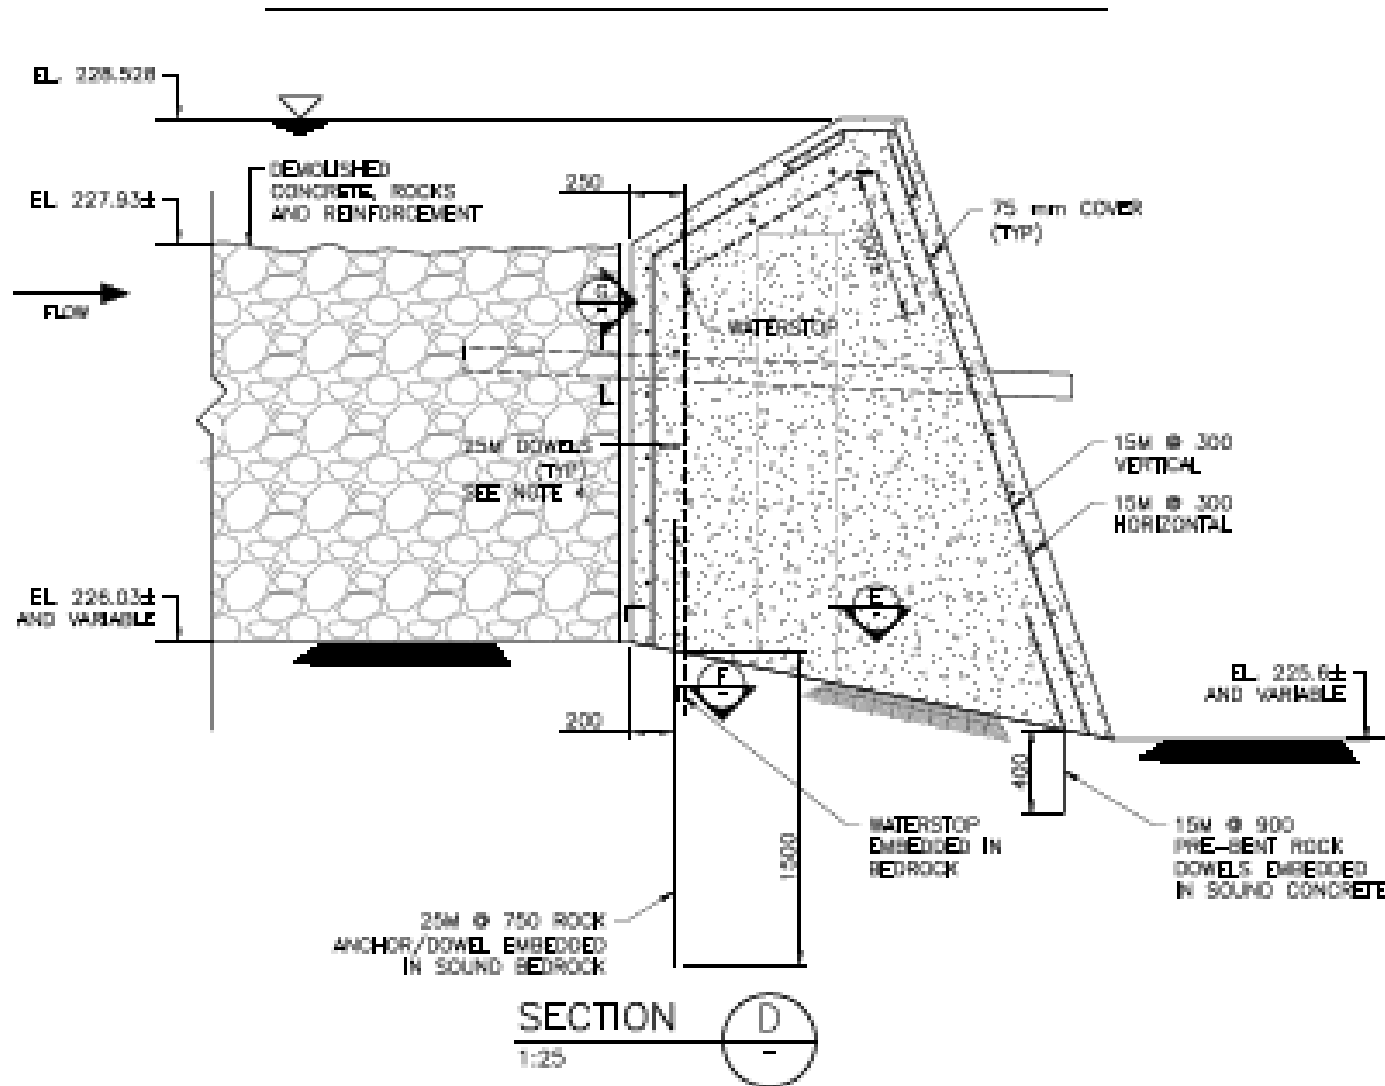 EL. 228.528
DEMOLISHED
CONCRETE, ROCKS
AND REINFORCEMENT
250
EL. 227.93±
75 mm COVER
(TYP)
FLOW
WATERSTOP
25M DOWELS
(TYP)
SEE NOTE 4
15M @ 300
VERTICAL
15M @ 300
HORIZONTAL
EL. 226.03±
AND VARIABLE
E
-
F
-
EL. 225.6±
AND VARIABLE
200
400
1500
WATERSTOP
EMBEDDED IN
BEDROCK
15M @ 900
PRE-BENT ROCK
DOWELS EMBEDDED
IN SOUND CONCRETE
25M @ 750 ROCK
ANCHOR/DOWEL EMBEDDED
IN SOUND BEDROCK
SECTION
D
-
1:25